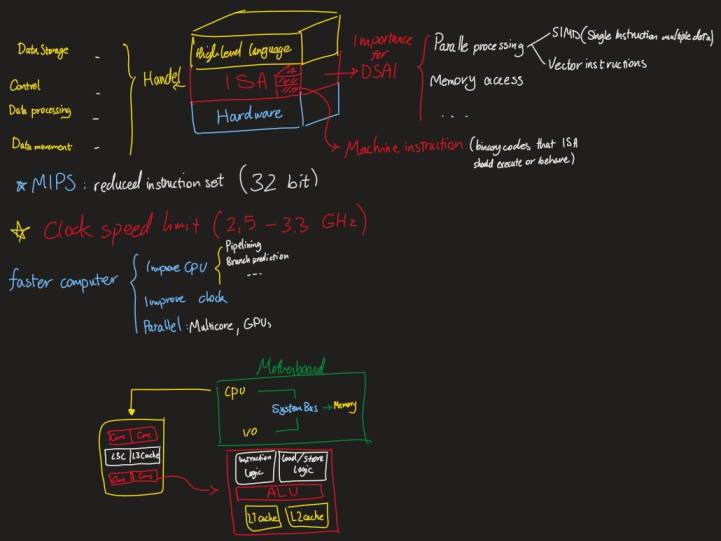 Data Storage -
Control -
Data processing -
Data movement -
Handel
High level Language
ISA
Hardware
Importance
for
DSAI
Paralle processing
SIMD (Single Instruction multiple data)
Vector instructions
Memory access
....
Machine instruction (binary codes that ISA
should execute or behave)
☆ MIPS : reduced instruction set (32 bit)
☆ Clock speed limit (2,5 - 3.3 GHz)
faster computer
Improve CPU
Pipelining
Branch prediction
---
Improve clock
Parallel : Multicore, GPUs
Motherboard
CPU
System Bus → Memory
I/O
Core Core
L3C L3Cache
Core Core
Instruction
Logic
Load/store
Logic
ALU
L1 cache
L2 cache